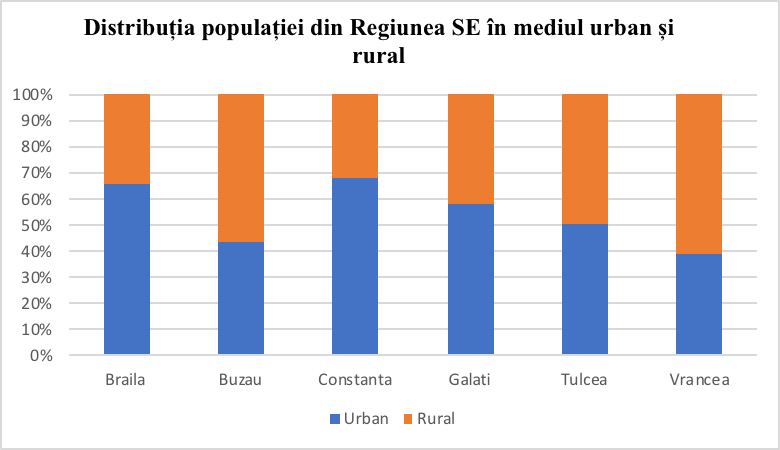 Distribuția populației din Regiunea SE în mediul urban și
rural
100%
90%
80%
70%
60%
50%
40%
30%
20%
10%
0%
Braila Buzau Constanta Galati Tulcea Vrancea
Urban Rural